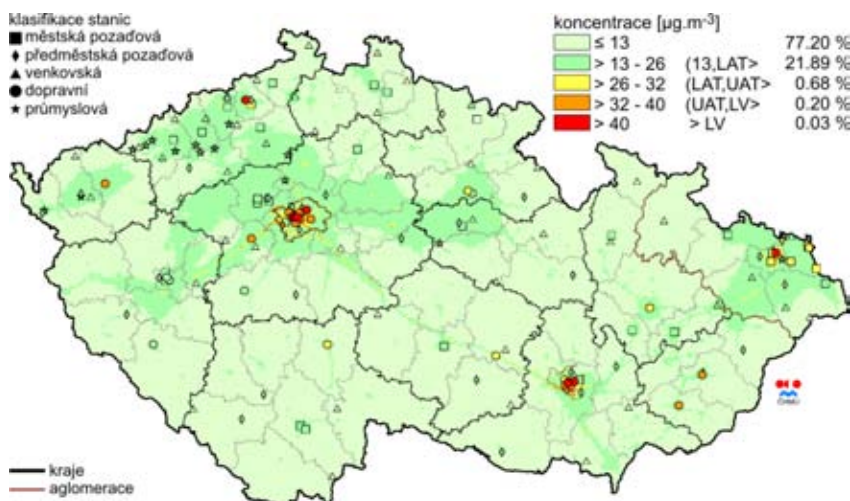 klasifikace stanic
městská pozaďová
předměstská pozaďová
venkovská
dopravní
průmyslová
koncentrace [µg.m⁻³]
≤ 13 77.20 %
> 13 - 26 (13,LAT> 21.89 %
> 26 - 32 (LAT,UAT> 0.68 %
> 32 - 40 (UAT,LV> 0.20 %
> 40 > LV 0.03 %
kraje
aglomerace